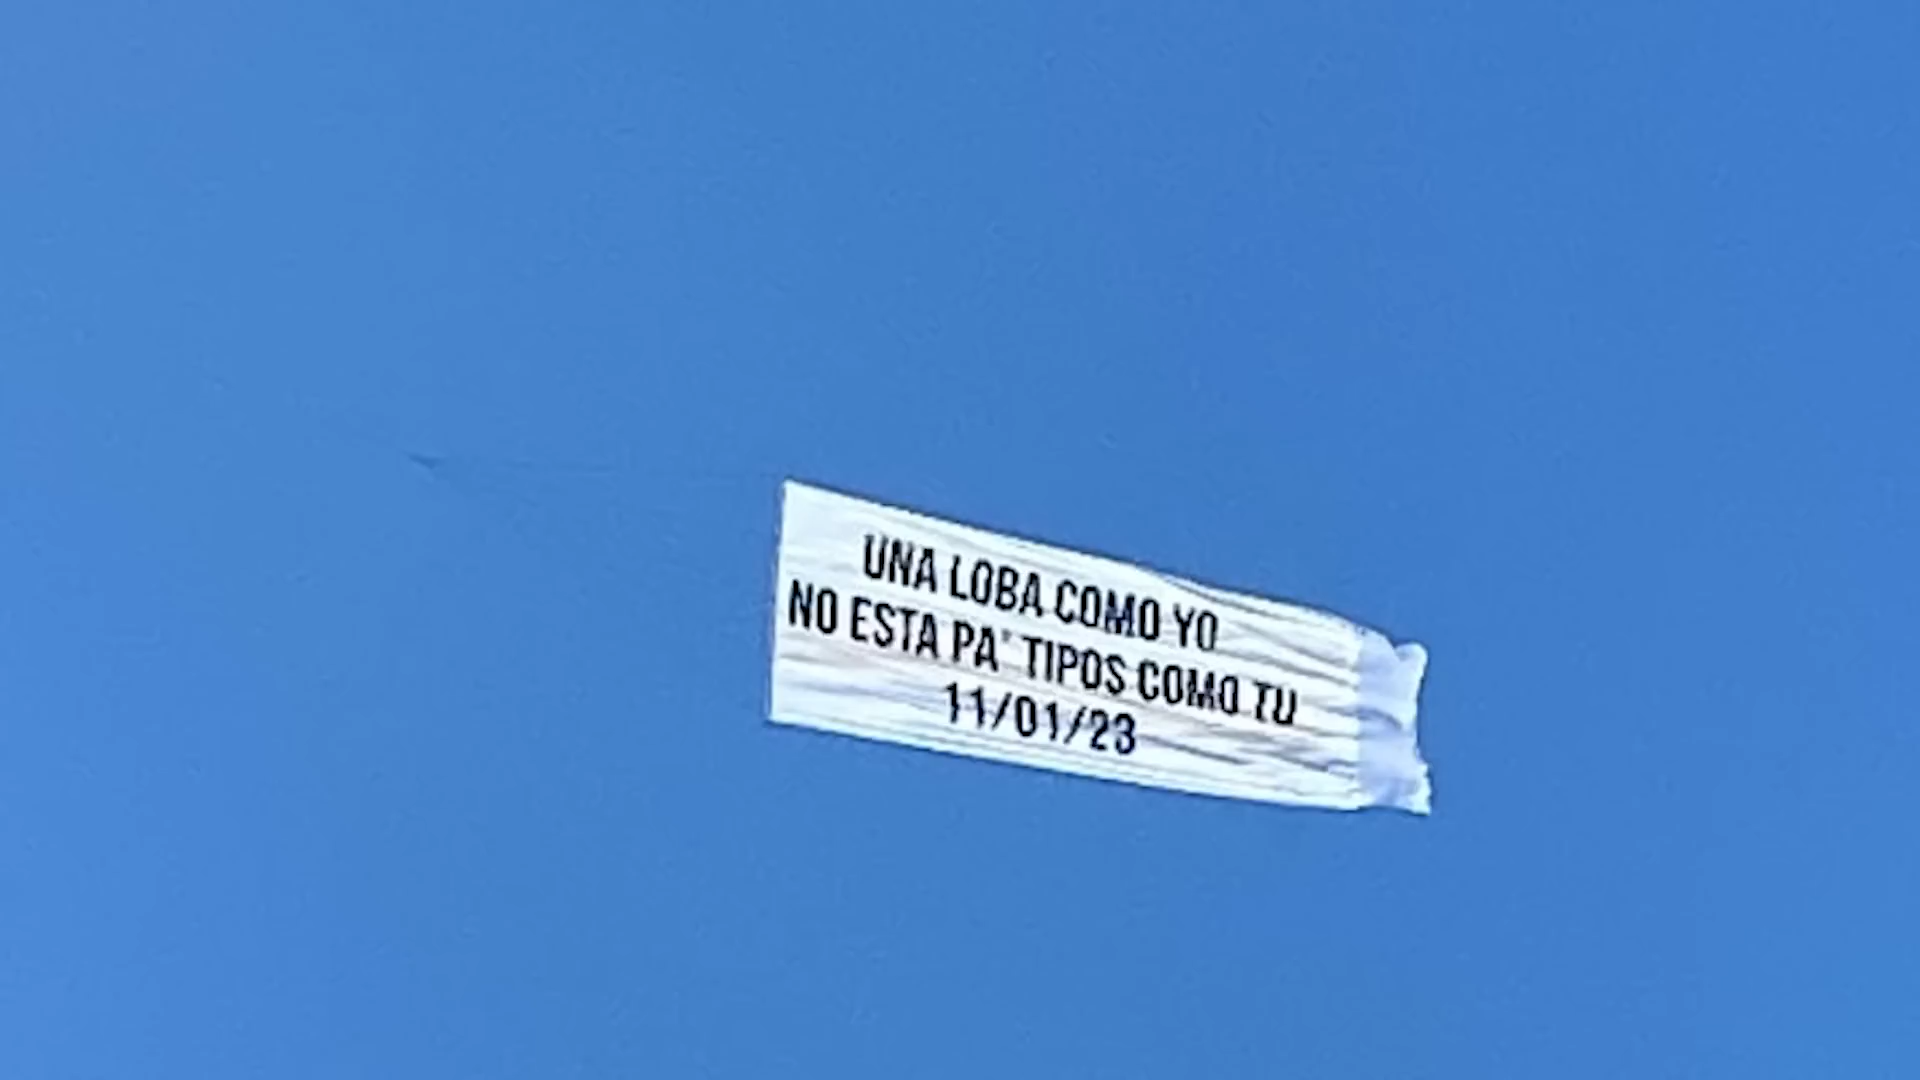 UNA LOBA COMO YO
NO ESTA PA' TIPOS COMO TU
11/01/23